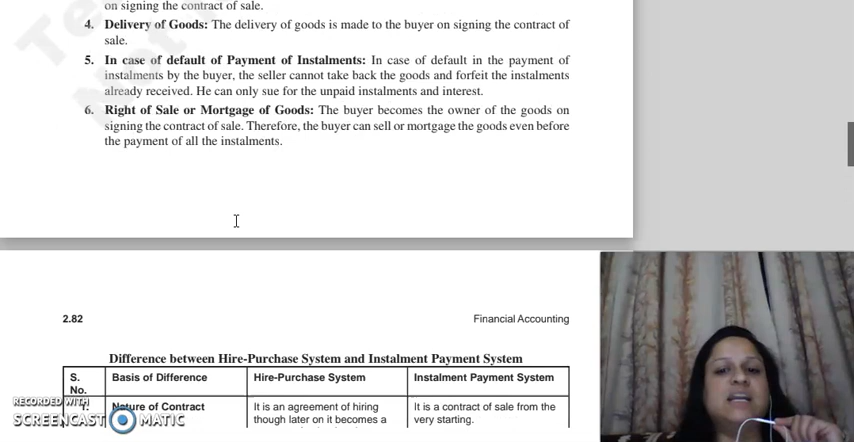 on signing the contract of sale.
4. Delivery of Goods: The delivery of goods is made to the buyer on signing the contract of
sale.
5. In case of default of Payment of Instalments: In case of default in the payment of
instalments by the buyer, the seller cannot take back the goods and forfeit the instalments
already received. He can only sue for the unpaid instalments and interest.
6. Right of Sale or Mortgage of Goods: The buyer becomes the owner of the goods on
signing the contract of sale. Therefore, the buyer can sell or mortgage the goods even before
the payment of all the instalments.
2.82 Financial Accounting
Difference between Hire-Purchase System and Instalment Payment System
S. Basis of Difference Hire-Purchase System Instalment Payment System
No.
Nature of Contract It is an agreement of hiring It is a contract of sale from the
though later on it becomes a very starting.
RECORDED WITH
SCREENCAST MATIC